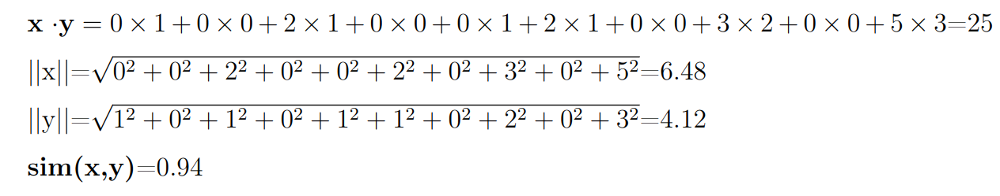 x ·y = 0 × 1 + 0 × 0 + 2 × 1 + 0 × 0 + 0 × 1 + 2 × 1 + 0 × 0 + 3 × 2 + 0 × 0 + 5 × 3=25
||x||=√0² + 0² + 2² + 0² + 0² + 2² + 0² + 3² + 0² + 5²=6.48
||y||=√1² + 0² + 1² + 0² + 1² + 1² + 0² + 2² + 0² + 3²=4.12
sim(x,y)=0.94